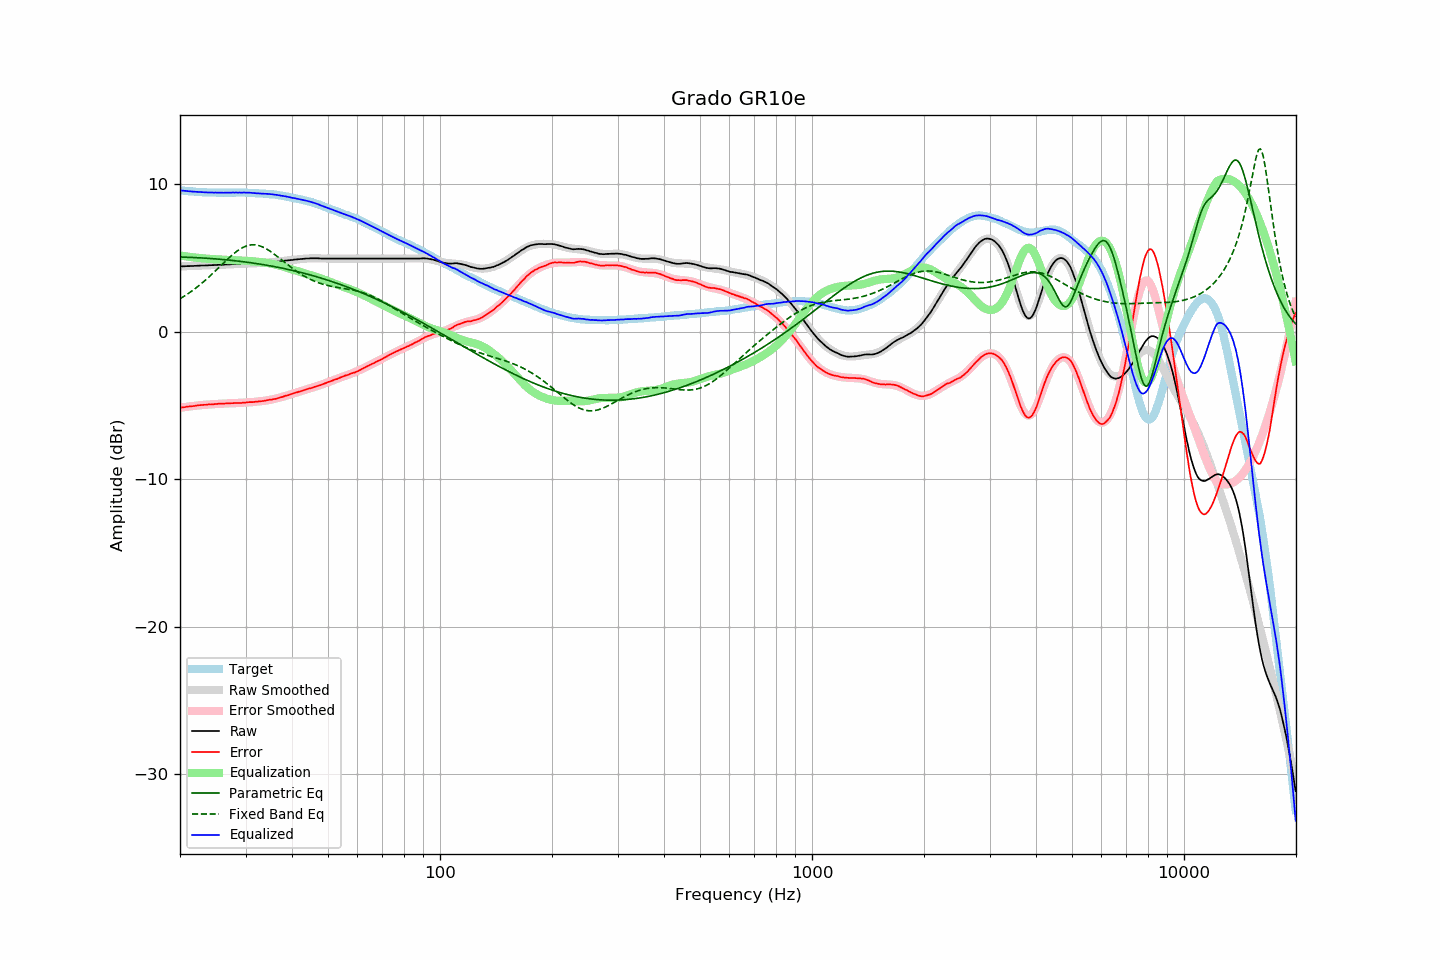 Grado GR10e
Amplitude (dBr)
10
0
−10
−20
−30
Target
Raw Smoothed
Error Smoothed
Raw
Error
Equalization
Parametric Eq
Fixed Band Eq
Equalized
100
1000
10000
Frequency (Hz)